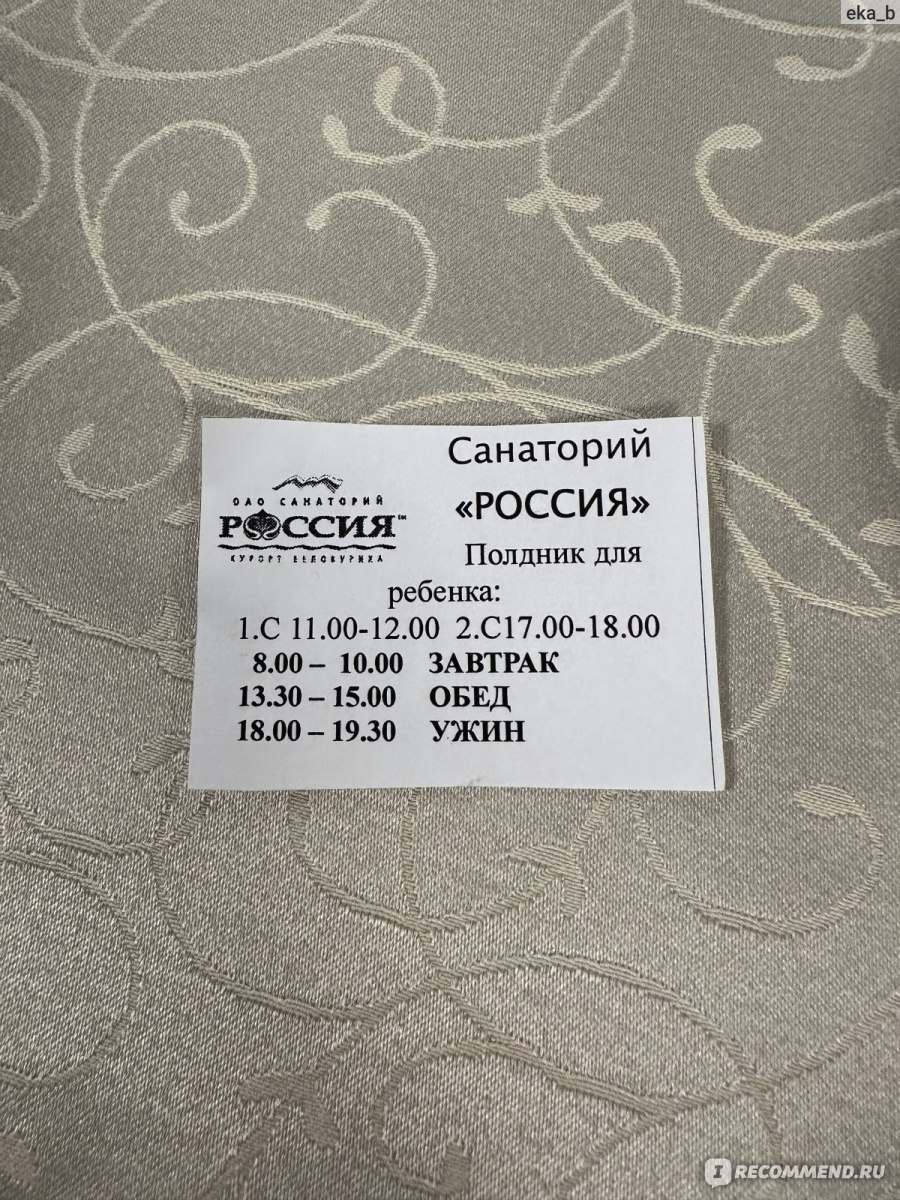 eka_b
Санаторий
«РОССИЯ»
ОАО САНАТОРИЙ
РОССИЯ
КУРОРТ БЕЛОКУРИХА
Полдник для
ребенка:
1.С 11.00-12.00 2.С17.00-18.00
8.00 – 10.00 ЗАВТРАК
13.30 – 15.00 ОБЕД
18.00 – 19.30 УЖИН
I RECOMMEND.RU